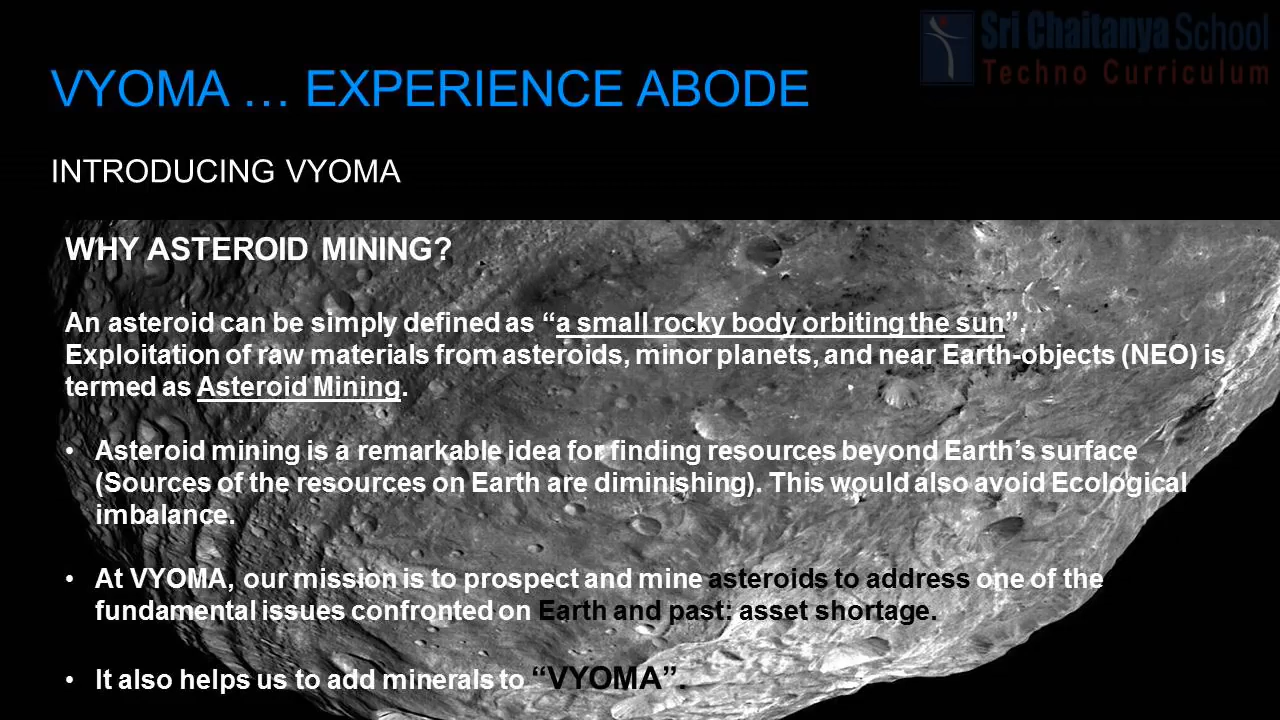 Sri Chaitanya School
Techno Curriculum
VYOMA … EXPERIENCE ABODE
INTRODUCING VYOMA
WHY ASTEROID MINING?
An asteroid can be simply defined as “a small rocky body orbiting the sun”.
Exploitation of raw materials from asteroids, minor planets, and near Earth-objects (NEO) is
termed as Asteroid Mining.
• Asteroid mining is a remarkable idea for finding resources beyond Earth’s surface
(Sources of the resources on Earth are diminishing). This would also avoid Ecological
imbalance.
• At VYOMA, our mission is to prospect and mine asteroids to address one of the
fundamental issues confronted on Earth and past: asset shortage.
• It also helps us to add minerals to “VYOMA”.